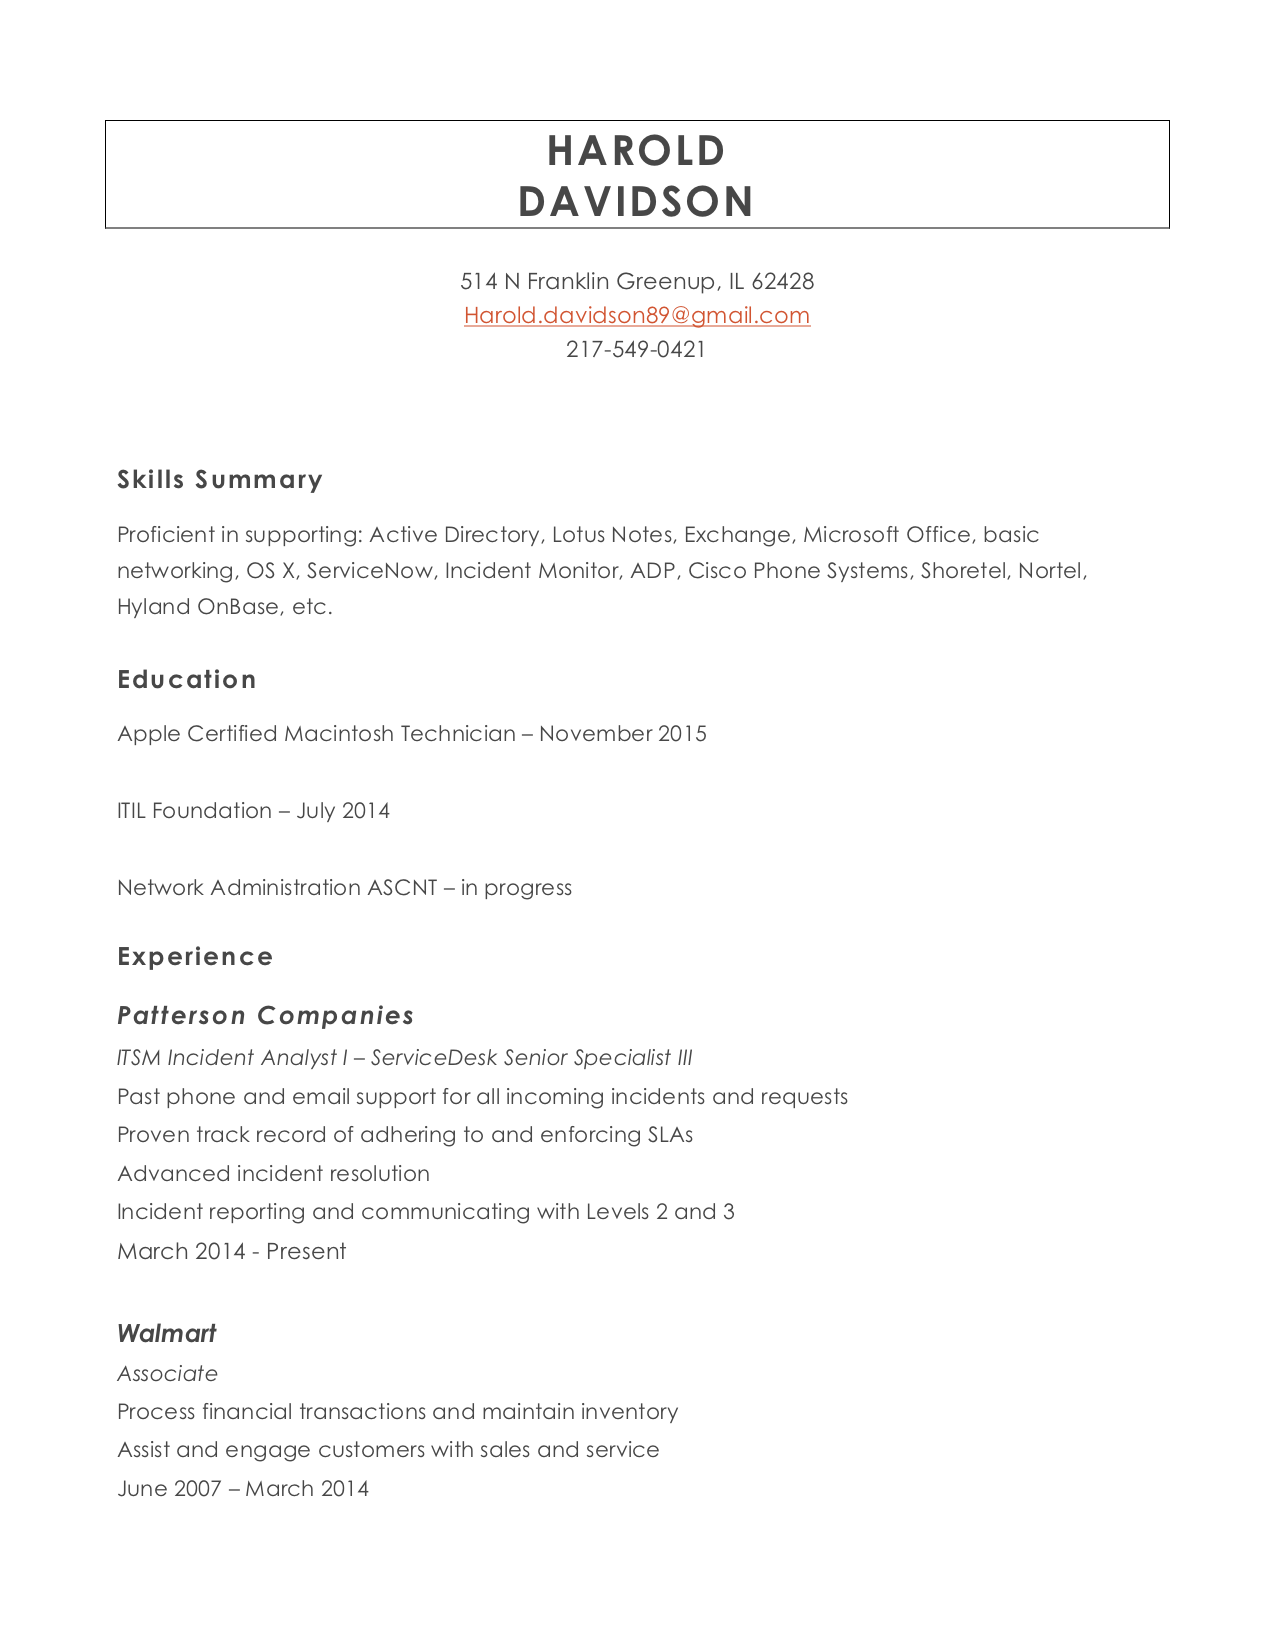 HAROLD
DAVIDSON
514 N Franklin Greenup, IL 62428
Harold.davidson89@gmail.com
217-549-0421
Skills Summary
Proficient in supporting: Active Directory, Lotus Notes, Exchange, Microsoft Office, basic
networking, OS X, ServiceNow, Incident Monitor, ADP, Cisco Phone Systems, Shoretel, Nortel,
Hyland OnBase, etc.
Education
Apple Certified Macintosh Technician – November 2015
ITIL Foundation – July 2014
Network Administration ASCNT – in progress
Experience
Patterson Companies
ITSM Incident Analyst I – ServiceDesk Senior Specialist III
Past phone and email support for all incoming incidents and requests
Proven track record of adhering to and enforcing SLAs
Advanced incident resolution
Incident reporting and communicating with Levels 2 and 3
March 2014 - Present
Walmart
Associate
Process financial transactions and maintain inventory
Assist and engage customers with sales and service
June 2007 – March 2014